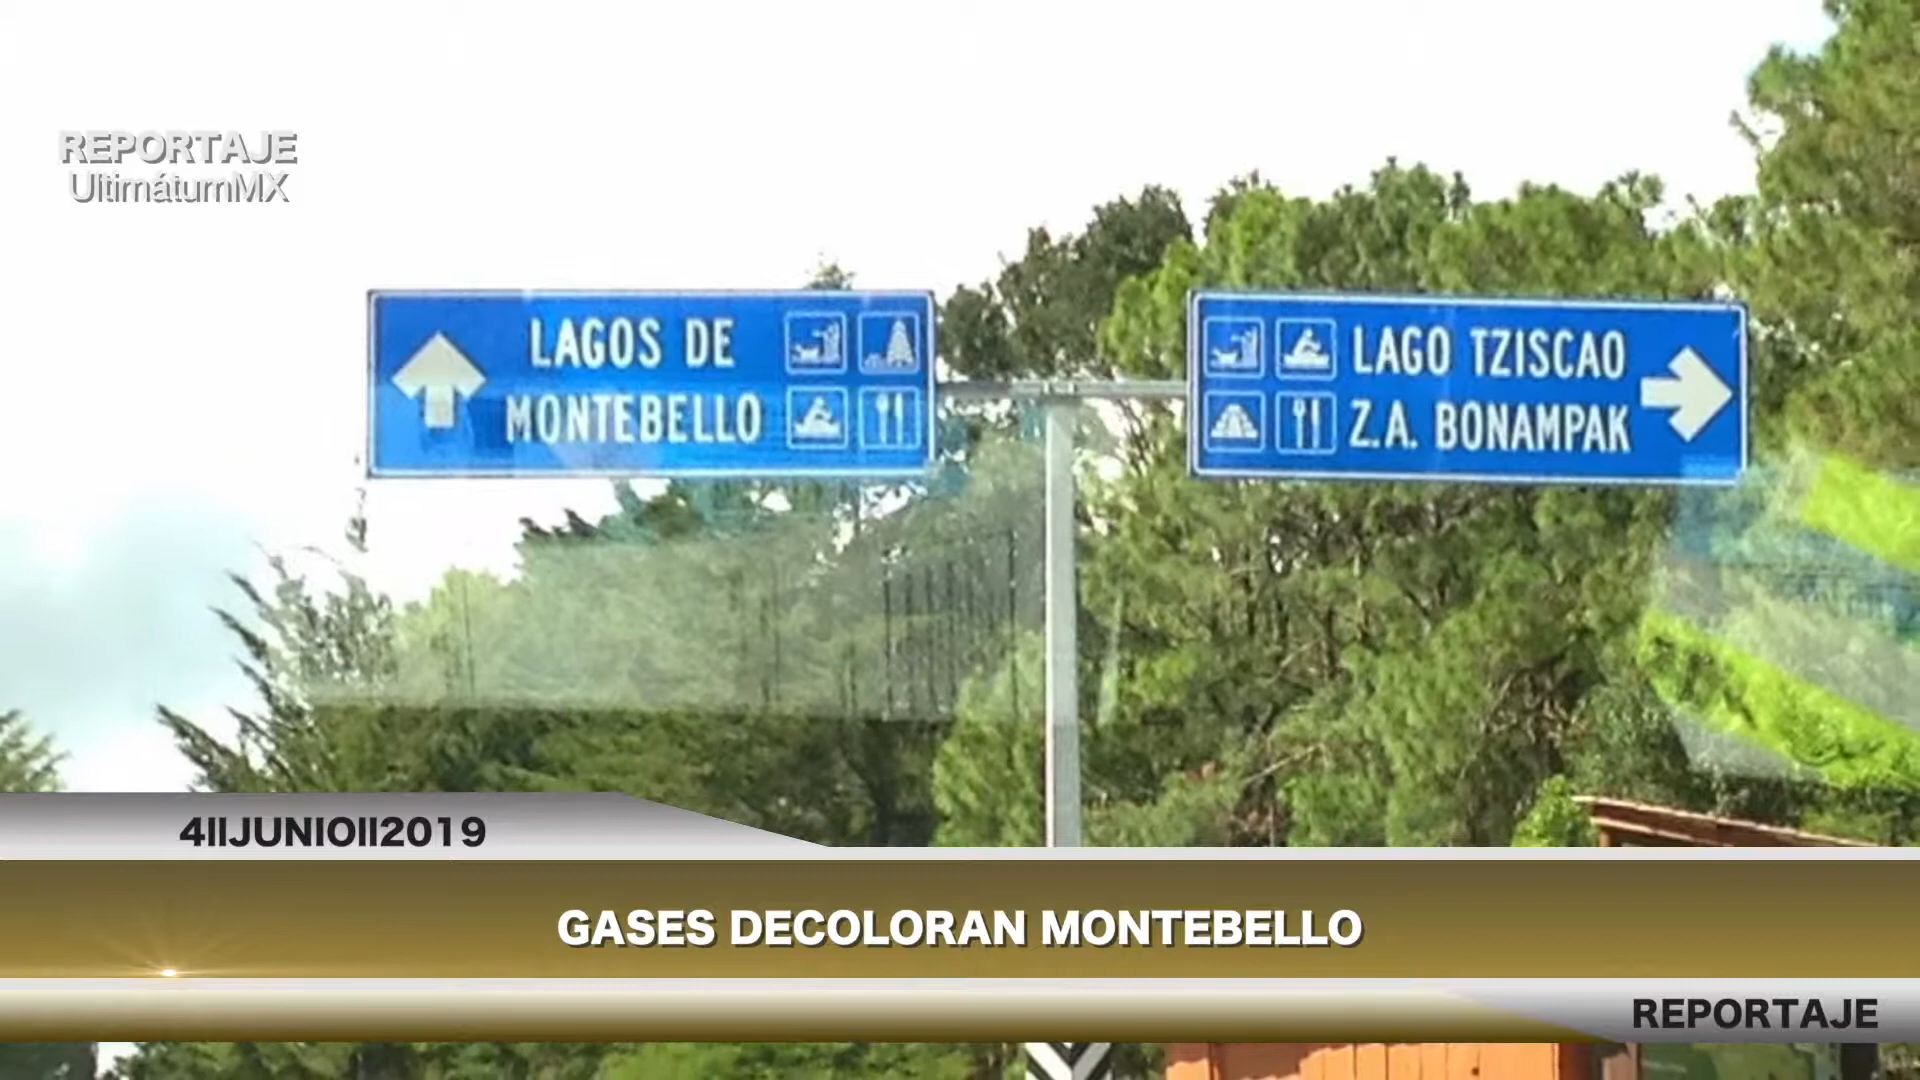 REPORTAJE
UltimátumMX
LAGOS DE
MONTEBELLO
LAGO TZISCAO
Z.A. BONAMPAK
4IIJUNIOII2019
GASES DECOLORAN MONTEBELLO
REPORTAJE